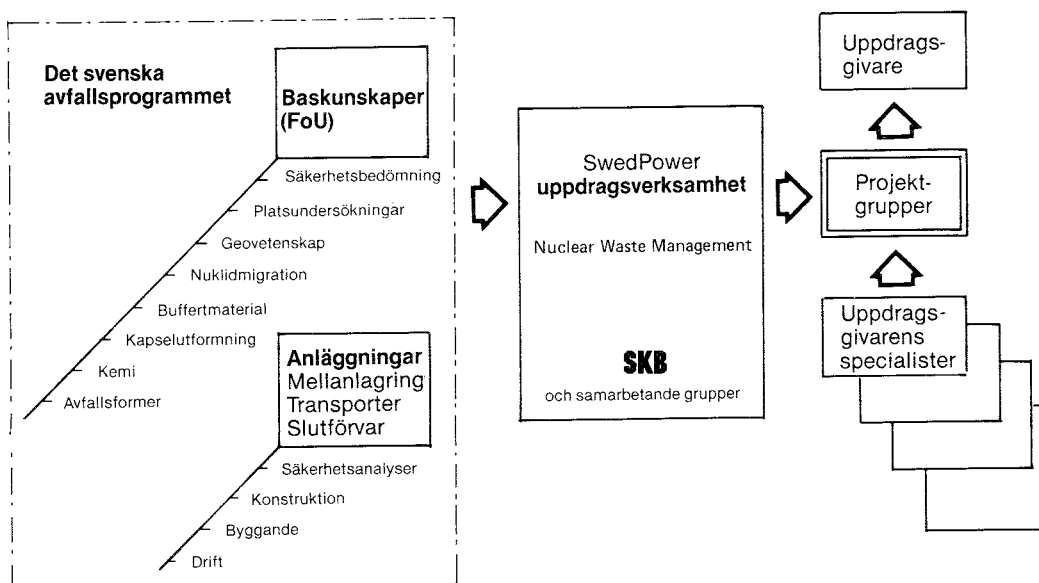 Det svenska
avfallsprogrammet
Baskunskaper
(FoU)
Säkerhetsbedömning
Platsundersökningar
Geovetenskap
Nuklidmigration
Buffertmaterial
Kapselutformning
Kemi
Avfallsformer
Anläggningar
Mellanlagring
Transporter
Slutförvar
Säkerhetsanalyser
Konstruktion
Byggande
Drift
SwedPower
uppdragsverksamhet
Nuclear Waste Management
SKB
och samarbetande grupper
Uppdrags-
givare
Projekt-
grupper
Uppdrags-
givarens
specialister